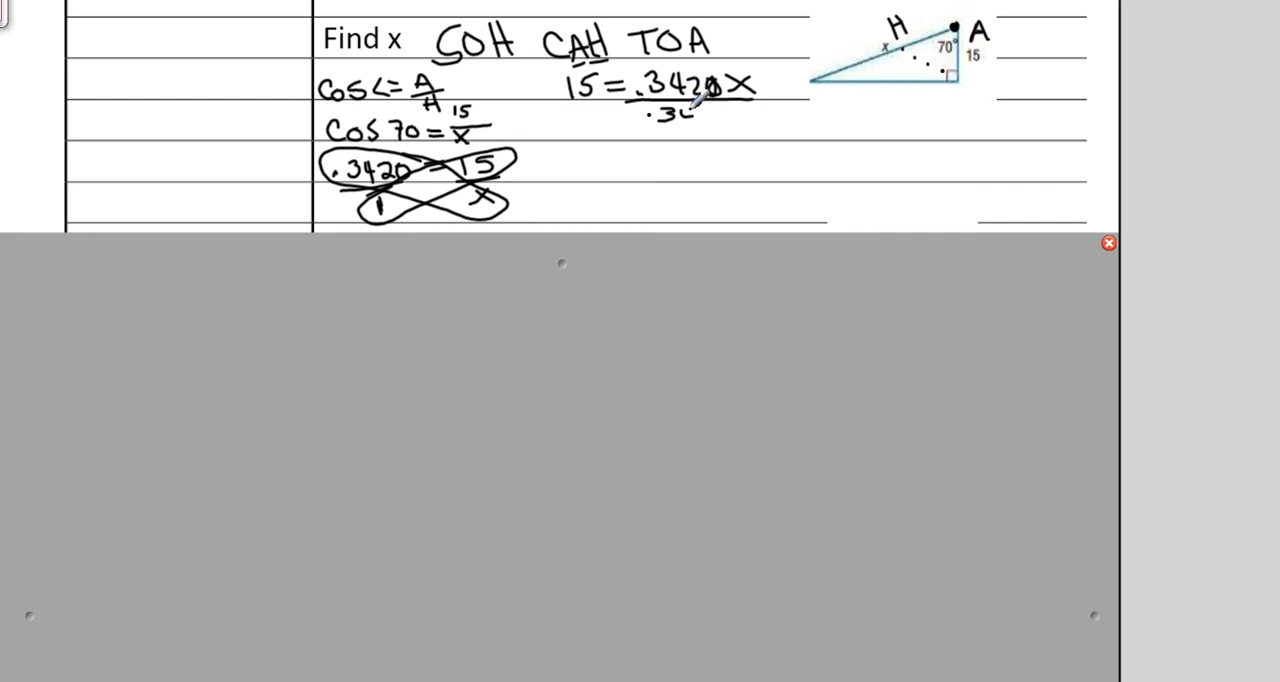 Find x SOH CAH TOA
cos < = A/H
15 = .3420x
cos 70 = 15/x
.3420 = 15
1 x
H
A
x
70°
15